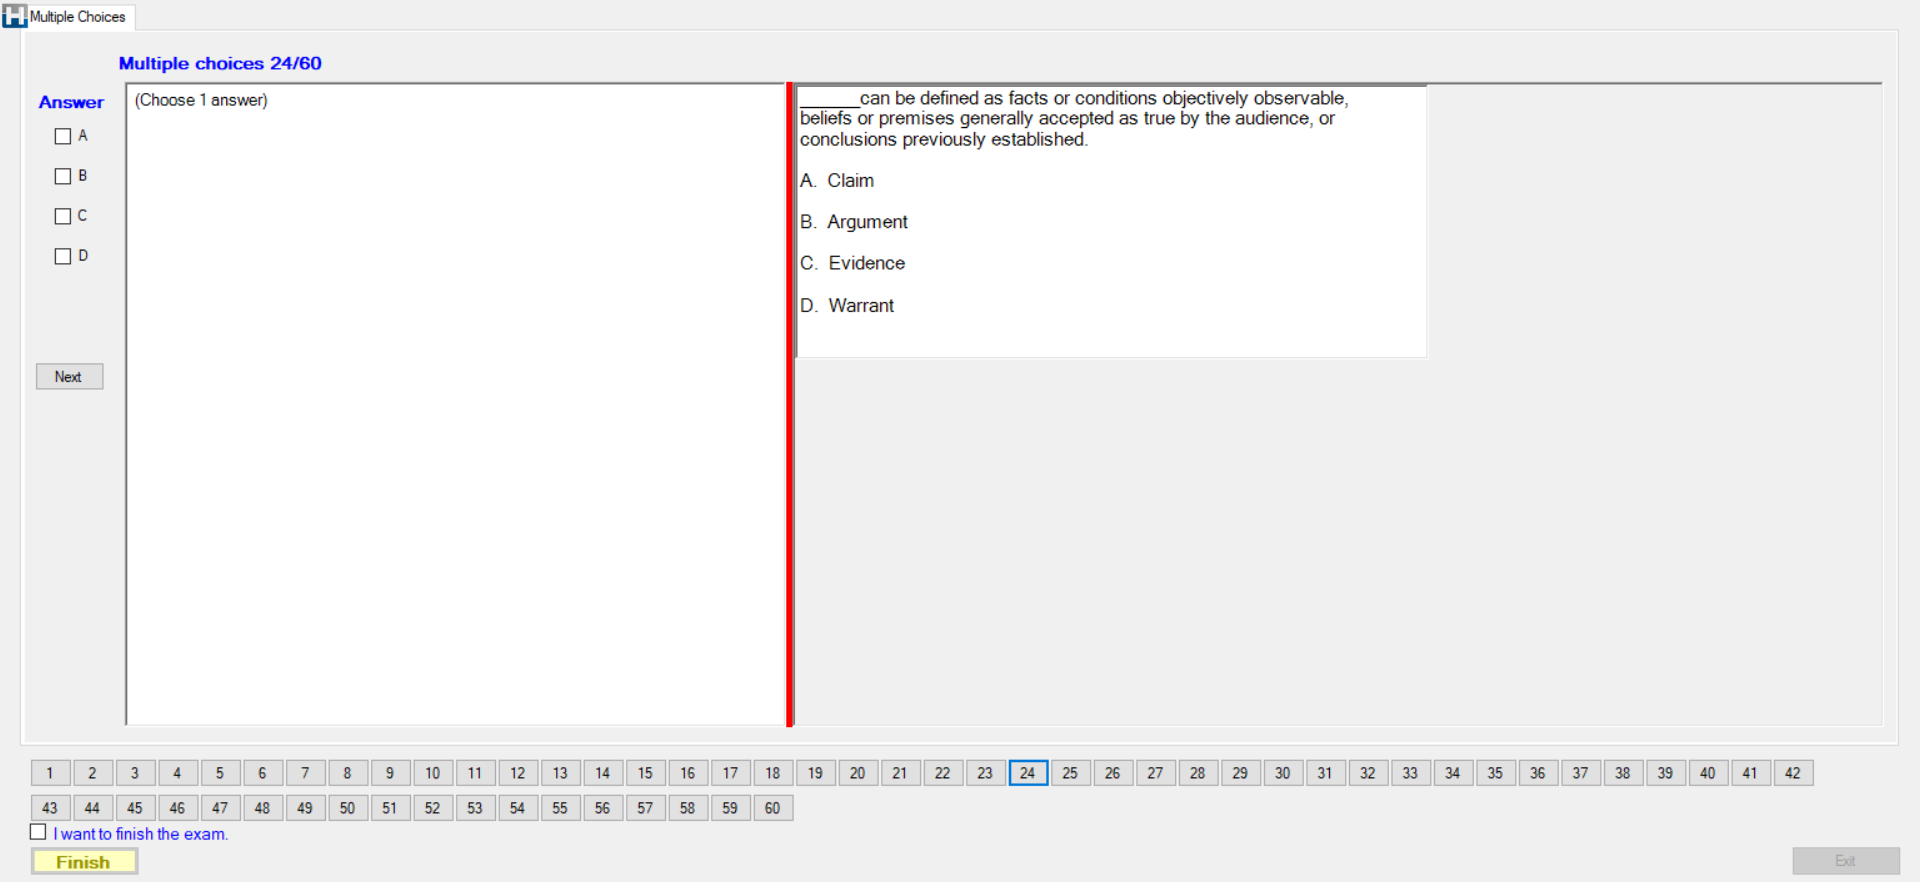 Multiple Choices
Multiple choices 24/60
Answer
A
B
C
D
Next
(Choose 1 answer)
______can be defined as facts or conditions objectively observable,
beliefs or premises generally accepted as true by the audience, or
conclusions previously established.
A. Claim
B. Argument
C. Evidence
D. Warrant
1 2 3 4 5 6 7 8 9 10 11 12 13 14 15 16 17 18 19 20 21 22 23 24 25 26 27 28 29 30 31 32 33 34 35 36 37 38 39 40 41 42
43 44 45 46 47 48 49 50 51 52 53 54 55 56 57 58 59 60
I want to finish the exam.
Finish
Exit